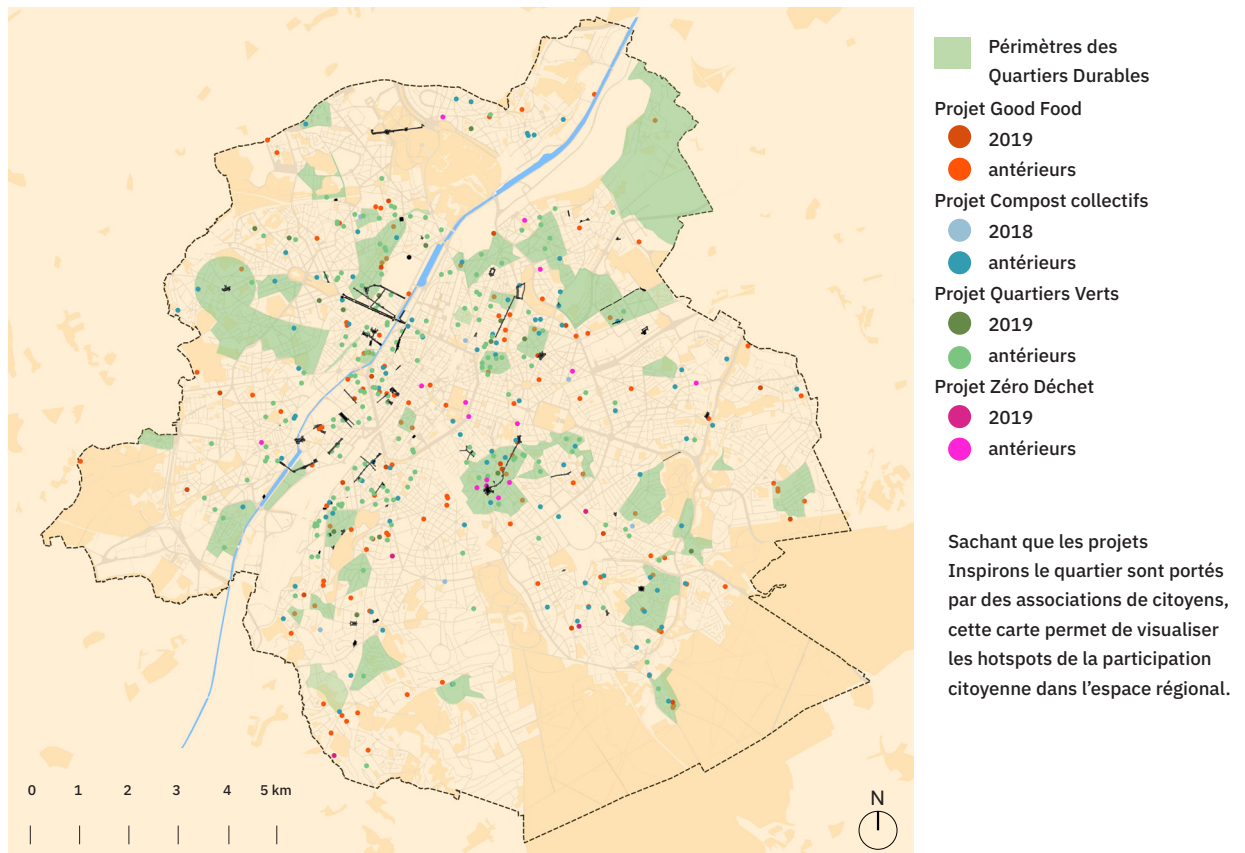 Périmètres des
Quartiers Durables
Projet Good Food
2019
antérieurs
Projet Compost collectifs
2018
antérieurs
Projet Quartiers Verts
2019
antérieurs
Projet Zéro Déchet
2019
antérieurs
Sachant que les projets
Inspirons le quartier sont portés
par des associations de citoyens,
cette carte permet de visualiser
les hotspots de la participation
citoyenne dans l’espace régional.
0 1 2 3 4 5 km
N